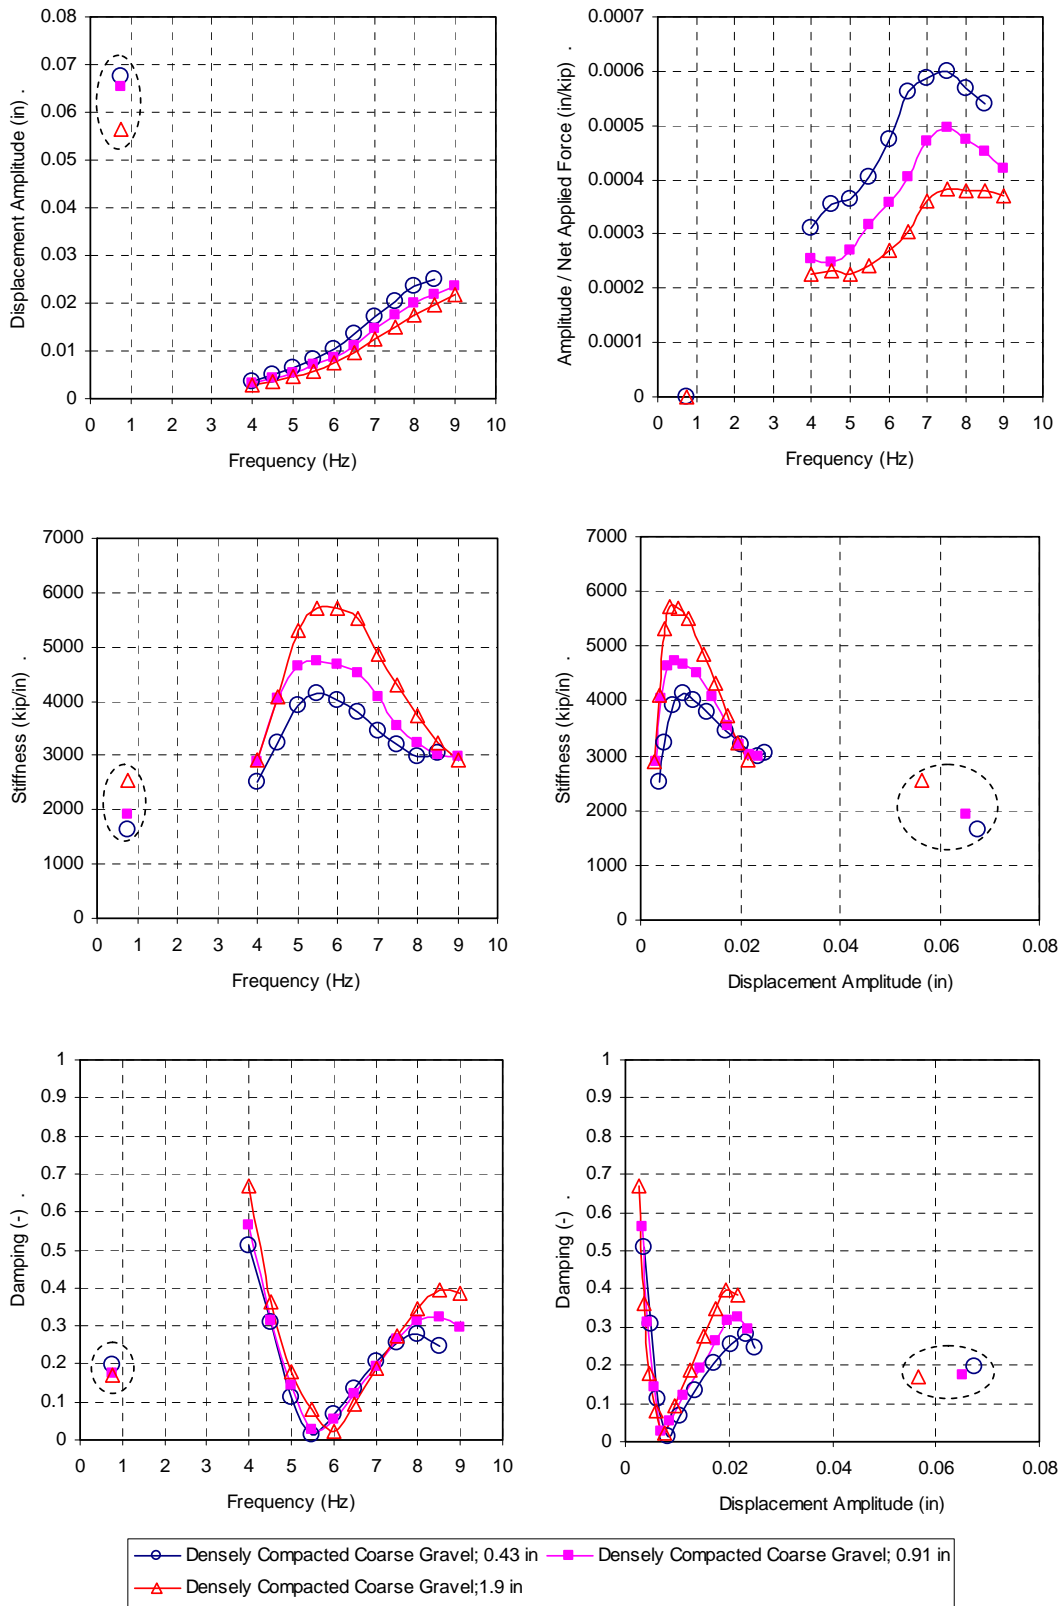 0.08
0.07
0.06
0.05
0.04
0.03
0.02
0.01
0
Displacement Amplitude (in) .
0 1 2 3 4 5 6 7 8 9 10
Frequency (Hz)
0.0007
0.0006
0.0005
0.0004
0.0003
0.0002
0.0001
0
Amplitude / Net Applied Force (in/kip) .
0 1 2 3 4 5 6 7 8 9 10
Frequency (Hz)
7000
6000
5000
4000
3000
2000
1000
0
Stiffness (kip/in) .
0 1 2 3 4 5 6 7 8 9 10
Frequency (Hz)
7000
6000
5000
4000
3000
2000
1000
0
Stiffness (kip/in) .
0 0.02 0.04 0.06 0.08
Displacement Amplitude (in)
1
0.9
0.8
0.7
0.6
0.5
0.4
0.3
0.2
0.1
0
Damping (-) .
0 1 2 3 4 5 6 7 8 9 10
Frequency (Hz)
1
0.9
0.8
0.7
0.6
0.5
0.4
0.3
0.2
0.1
0
Damping (-) .
0 0.02 0.04 0.06 0.08
Displacement Amplitude (in)
Densely Compacted Coarse Gravel; 0.43 in Densely Compacted Coarse Gravel; 0.91 in
Densely Compacted Coarse Gravel;1.9 in